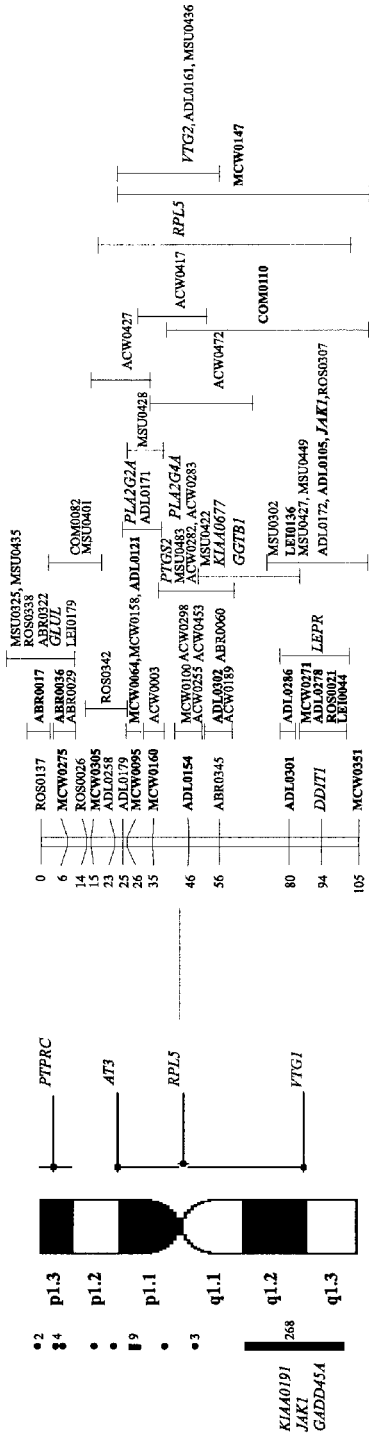 2
4
9
3
268
KIAA0191
JAK1
GADD45A
p1.3
p1.2
p1.1
q1.1
q1.2
q1.3
PTPRC
AT3
RPL5
VTG1
0
6
14
15
23
25
26
35
46
56
80
94
105
ROS0137
MCW0275
ROS0026
MCW0305
ADL0258
ADL0179
MCW0095
MCW0160
ADL0154
ABR0345
ADL0301
DDIT1
MCW0351
ABR0017
ABR0036
ABR0029
ROS0342
MCW0064, MCW0158, ADL0121
ACW0003
MCW0100 ACW0298
ACW0255 ACW0453
ADL0302 ABR0060
ACW0189
ADL0286
MCW0271
ADL0278
ROS0021
LEI0044
MSU0325, MSU0435
ROS0338
ABR0322
GLUL
LEI0179
COM0082
MSU0401
PLA2G2A
ADL0171
MSU0428
PTGS2
MSU0483 PLA2G4A
ACW0282, ACW0283
MSU0422
KIAA0677
GGTB1
LEPR
MSU0302
LEI0136
MSU0427, MSU0449
ADL0172, ADL0105, JAK1, ROS0307
ACW0427
ACW0472
ACW0417
COM0110
RPL5
MCW0147
VTG2, ADL0161, MSU0436